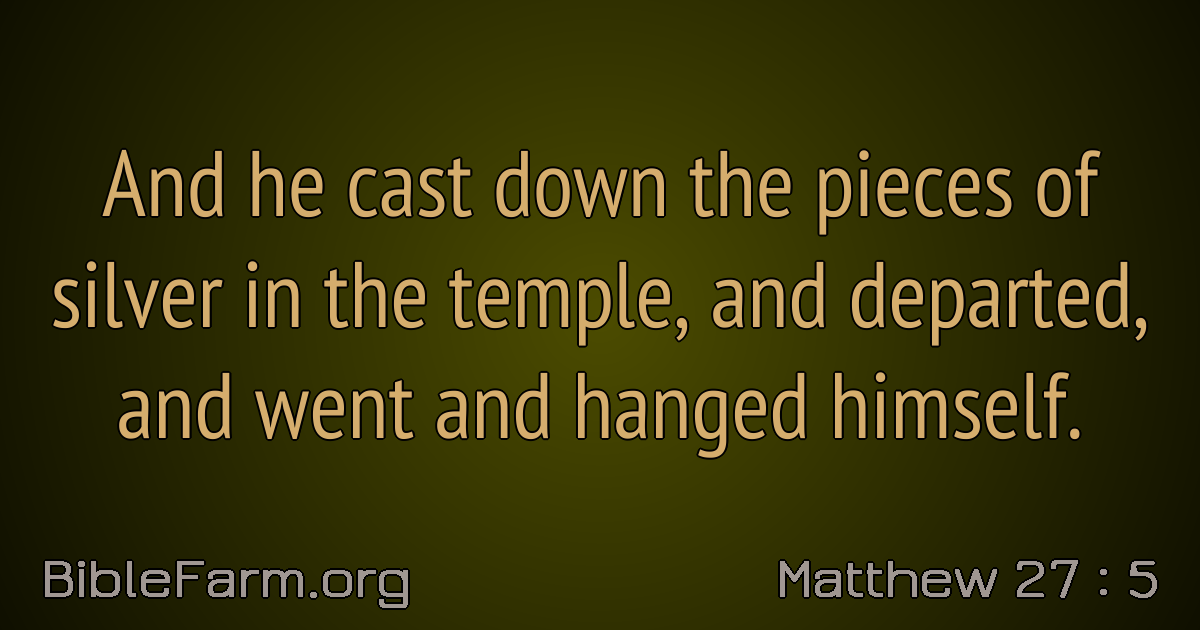 And he cast down the pieces of
silver in the temple, and departed,
and went and hanged himself.
BibleFarm.org
Matthew 27 : 5